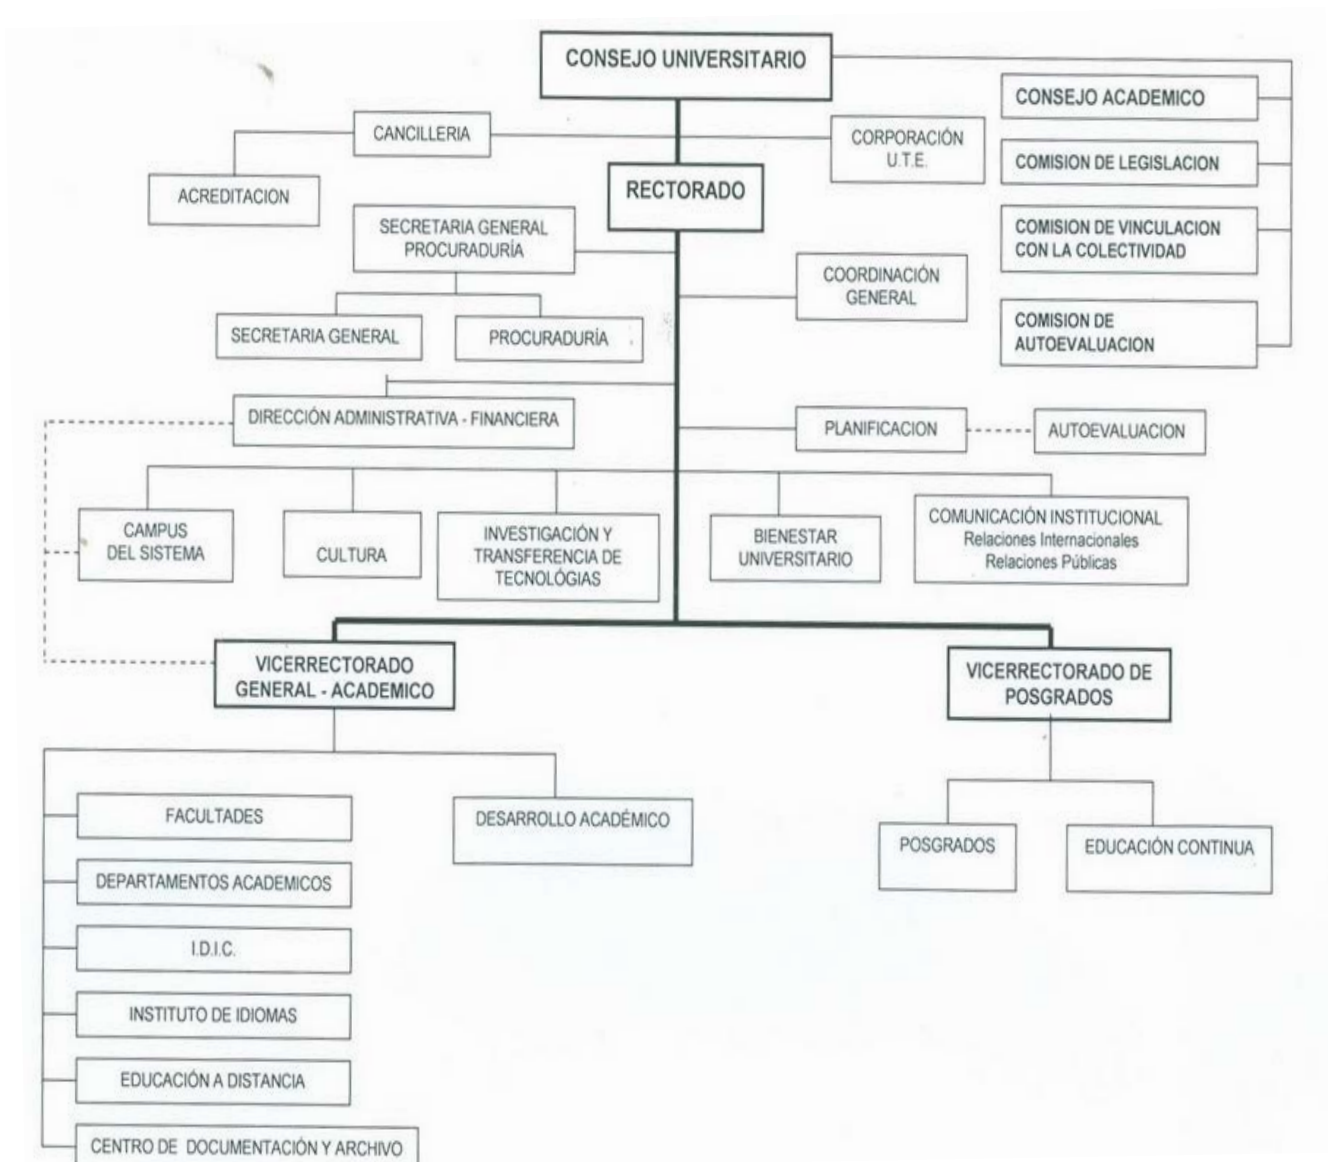 CONSEJO UNIVERSITARIO
CONSEJO ACADEMICO
CANCILLERIA
CORPORACIÓN
U.T.E.
COMISION DE LEGISLACION
ACREDITACION
RECTORADO
SECRETARIA GENERAL
PROCURADURÍA
COMISION DE VINCULACION
CON LA COLECTIVIDAD
COORDINACIÓN
GENERAL
SECRETARIA GENERAL
PROCURADURÍA
COMISION DE
AUTOEVALUACION
DIRECCIÓN ADMINISTRATIVA - FINANCIERA
PLANIFICACION
AUTOEVALUACION
CAMPUS
DEL SISTEMA
CULTURA
INVESTIGACIÓN Y
TRANSFERENCIA DE
TECNOLÓGIAS
BIENESTAR
UNIVERSITARIO
COMUNICACIÓN INSTITUCIONAL
Relaciones Internacionales
Relaciones Públicas
VICERRECTORADO
GENERAL - ACADEMICO
VICERRECTORADO DE
POSGRADOS
FACULTADES
DESARROLLO ACADÉMICO
POSGRADOS
EDUCACIÓN CONTINUA
DEPARTAMENTOS ACADEMICOS
I.D.I.C.
INSTITUTO DE IDIOMAS
EDUCACIÓN A DISTANCIA
CENTRO DE DOCUMENTACIÓN Y ARCHIVO